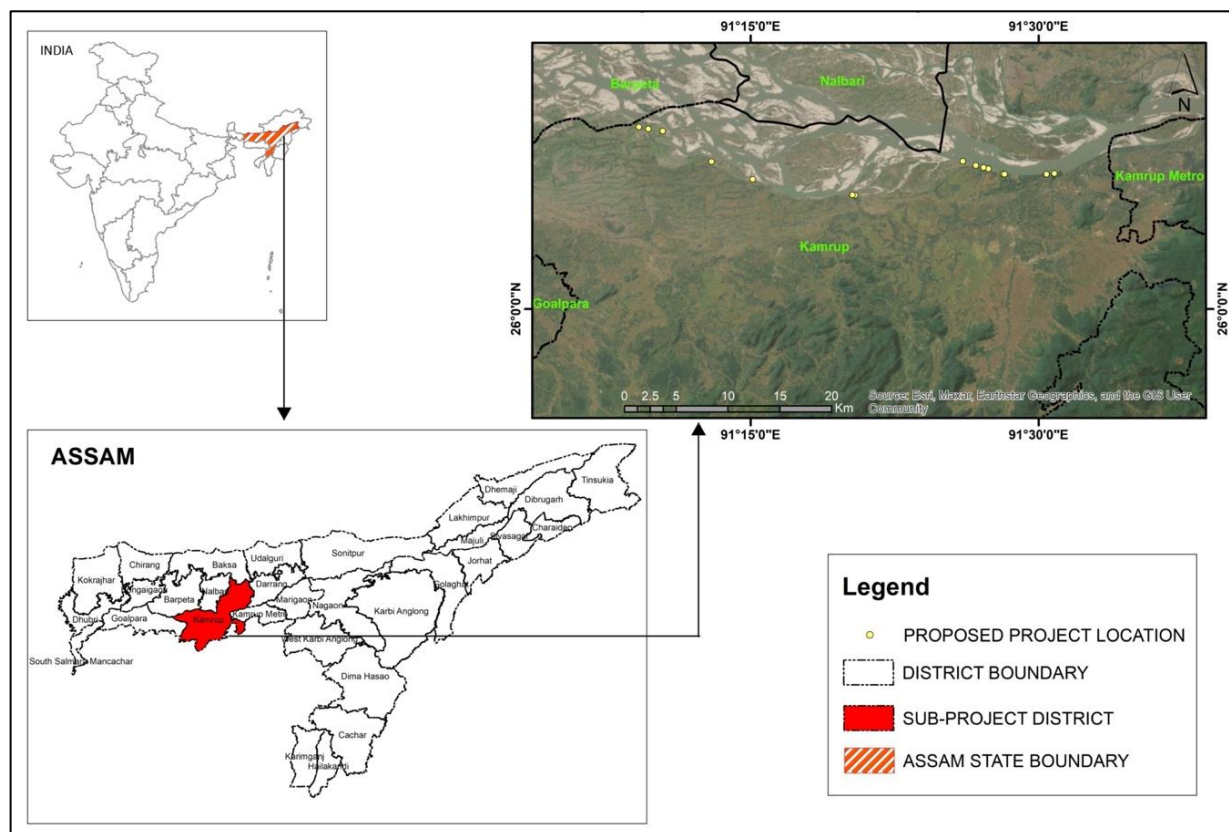 INDIA
91°15'0"E
91°30'0"E
Barpeta
Nalbari
N
Kamrup Metro
Kamrup
Goalpara
26°0'0"N
26°0'0"N
0 2.5 5 10 15 20
Km
Source: Esri, Maxar, Earthstar Geographics, and the GIS User
Community
91°15'0"E
91°30'0"E
ASSAM
Tinsukia
Dhemaji
Dibrugarh
Lakhimpur
Charaideo
Sivasagar
Majuli
Jorhat
Golaghat
Sonitpur
Udalguri
Baksa
Chirang
Kokrajhar
Bongaigaon
Nalbari
Barpeta
Darrang
Marigaon
Nagaon
Karbi Anglong
Dhubri
Goalpara
Kamrup
Kamrup Metro
West Karbi Anglong
South Salmara Mancachar
Dima Hasao
Cachar
Karimganj
Hailakandi
Legend
PROPOSED PROJECT LOCATION
DISTRICT BOUNDARY
SUB-PROJECT DISTRICT
ASSAM STATE BOUNDARY